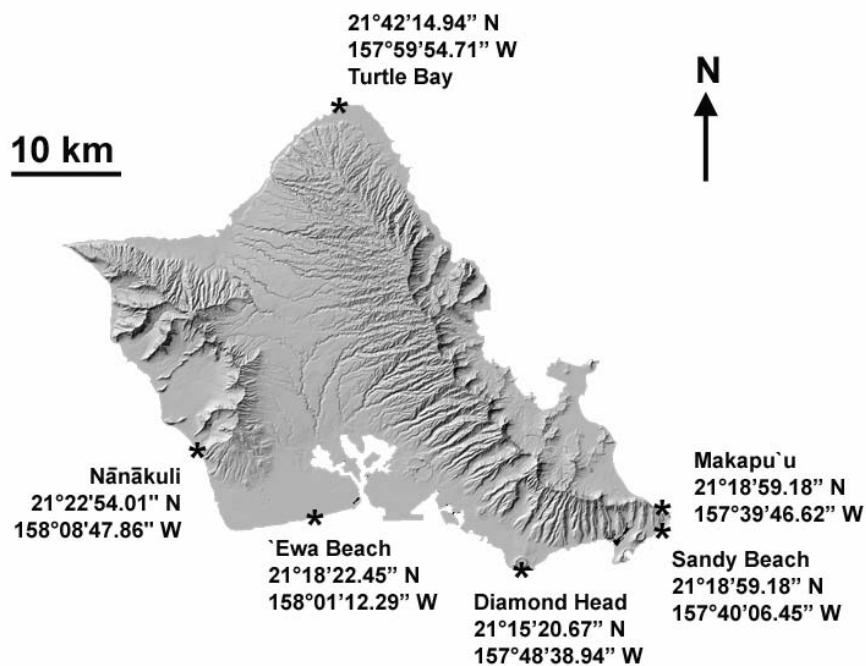 21°42’14.94” N
157°59’54.71” W
Turtle Bay
N
10 km
Nānākuli
21°22'54.01" N
158°08'47.86" W
Makapu`u
21°18’59.18” N
157°39’46.62” W
`Ewa Beach
21°18’22.45” N
158°01’12.29” W
Sandy Beach
21°18’59.18” N
157°40’06.45” W
Diamond Head
21°15’20.67” N
157°48’38.94” W